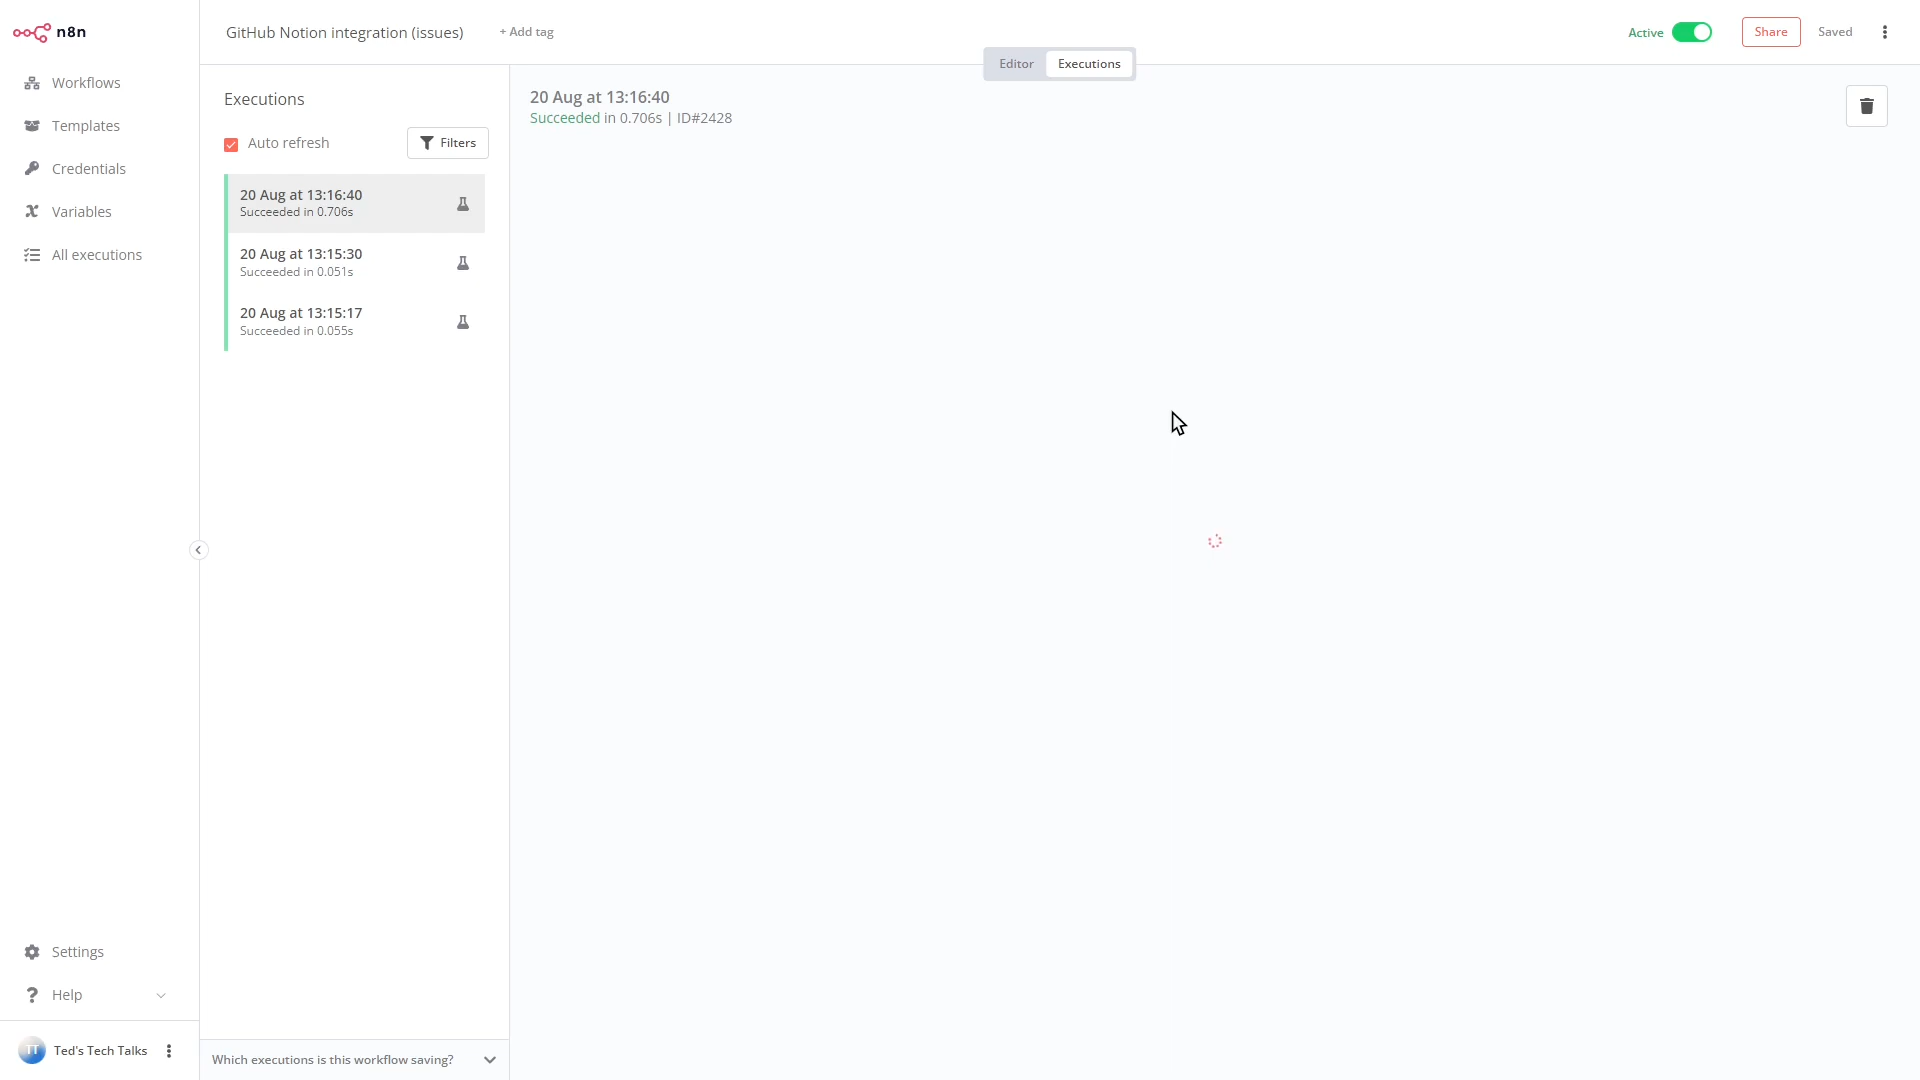 n8n
Workflows
Templates
Credentials
Variables
All executions
Settings
Help
TT
Ted's Tech Talks
GitHub Notion integration (issues)
+ Add tag
Active
Share
Saved
Editor
Executions
Executions
Auto refresh
Filters
20 Aug at 13:16:40
Succeeded in 0.706s
20 Aug at 13:15:30
Succeeded in 0.051s
20 Aug at 13:15:17
Succeeded in 0.055s
Which executions is this workflow saving?
20 Aug at 13:16:40
Succeeded in 0.706s | ID#2428